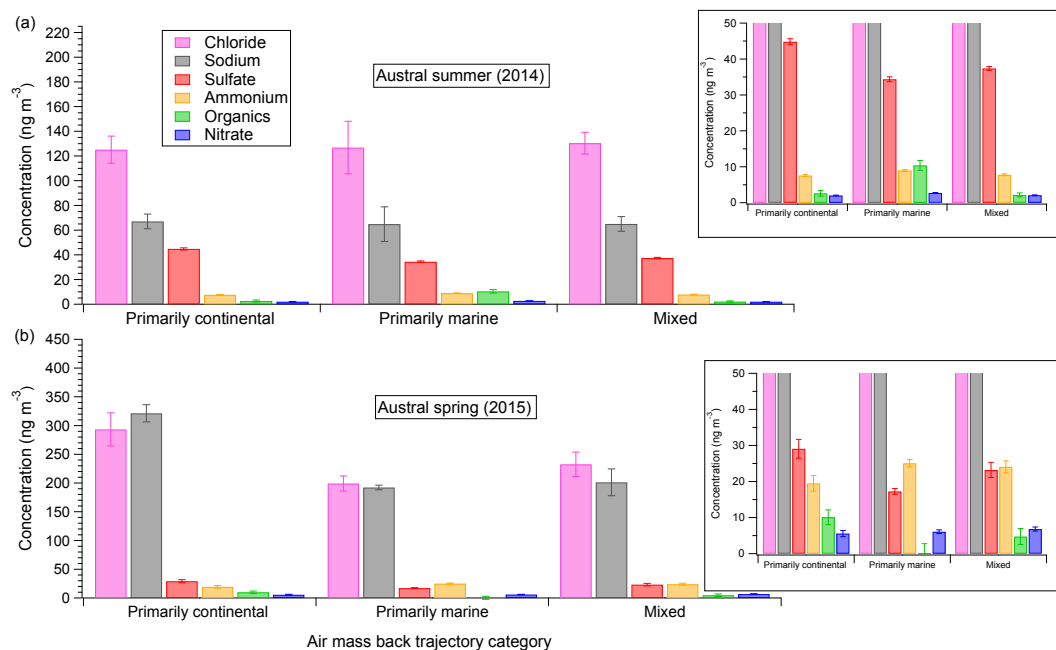 (a)
Concentration (ng m-3)
220
200
180
160
140
120
100
80
60
40
20
0
Chloride
Sodium
Sulfate
Ammonium
Organics
Nitrate
Austral summer (2014)
Primarily continental Primarily marine Mixed
Concentration (ng m-3)
50
40
30
20
10
0
Primarily continental Primarily marine Mixed
(b)
Concentration (ng m-3)
450
400
350
300
250
200
150
100
50
0
Austral spring (2015)
Primarily continental Primarily marine Mixed
Air mass back trajectory category
Concentration (ng m-3)
50
40
30
20
10
0
Primarily continental Primarily marine Mixed